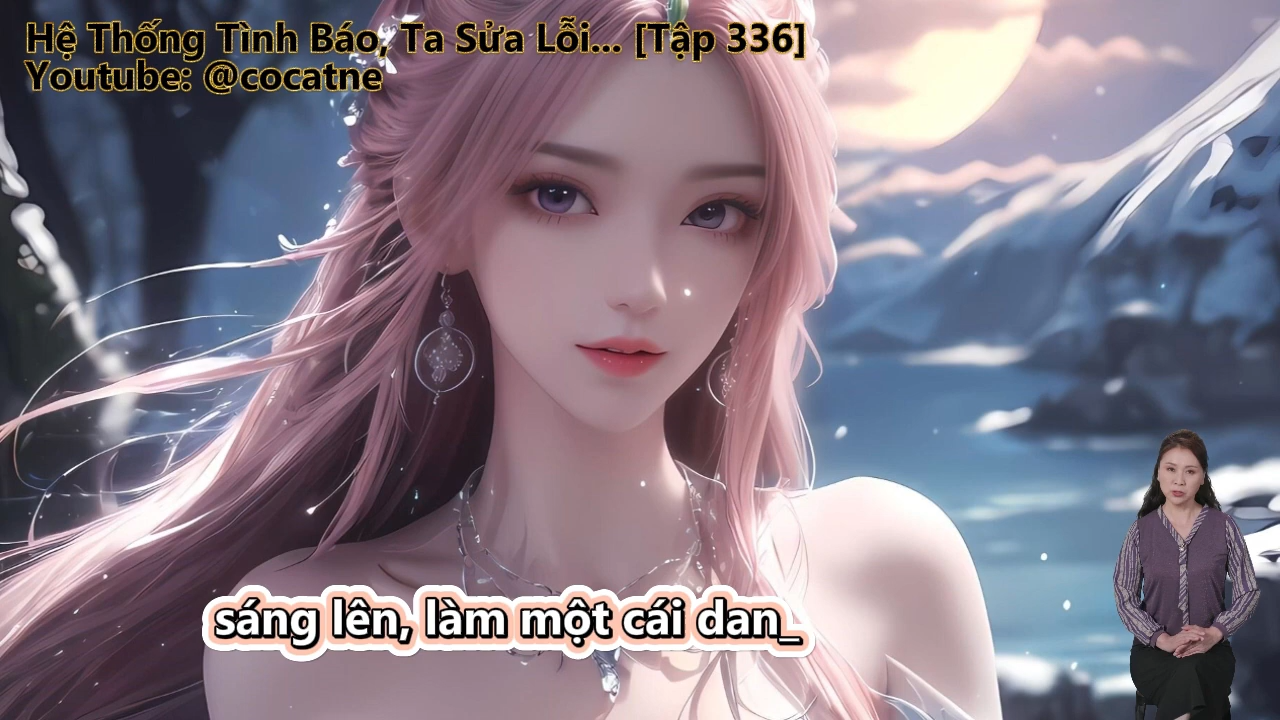 Hệ Thống Tình Báo, Ta Sửa Lỗi... [Tập 336]
Youtube: @cocatne
sáng lên, làm một cái dan_